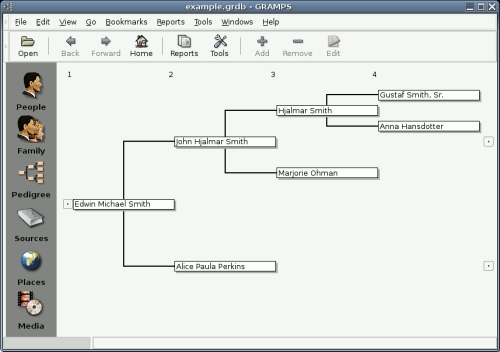 example.grdb - GRAMPS
File Edit View Go Bookmarks Reports Tools Windows Help
Open Back Forward Home Reports Tools Add Remove Edit
1 2 3 4
People
Family
Pedigree
Sources
Places
Media
Gustaf Smith, Sr.
Hjalmar Smith
Anna Hansdotter
John Hjalmar Smith
Marjorie Ohman
Edwin Michael Smith
Alice Paula Perkins